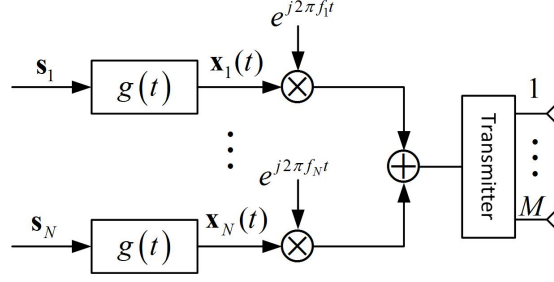 e^{j2πf_1t}
s_1 g(t) x_1(t) 1
Transmitter
e^{j2πf_Nt}
s_N g(t) x_N(t) M